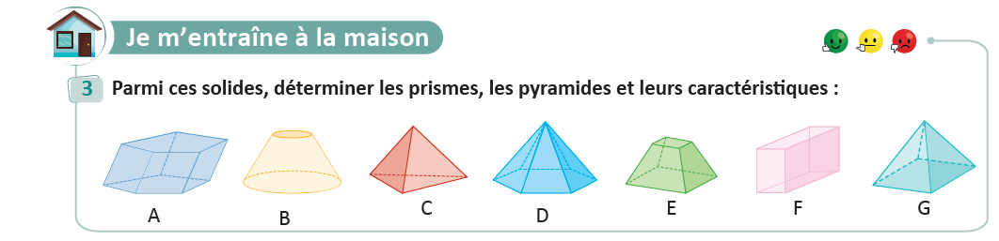 Je m’entraîne à la maison
3 Parmi ces solides, déterminer les prismes, les pyramides et leurs caractéristiques :
A B C D E F G